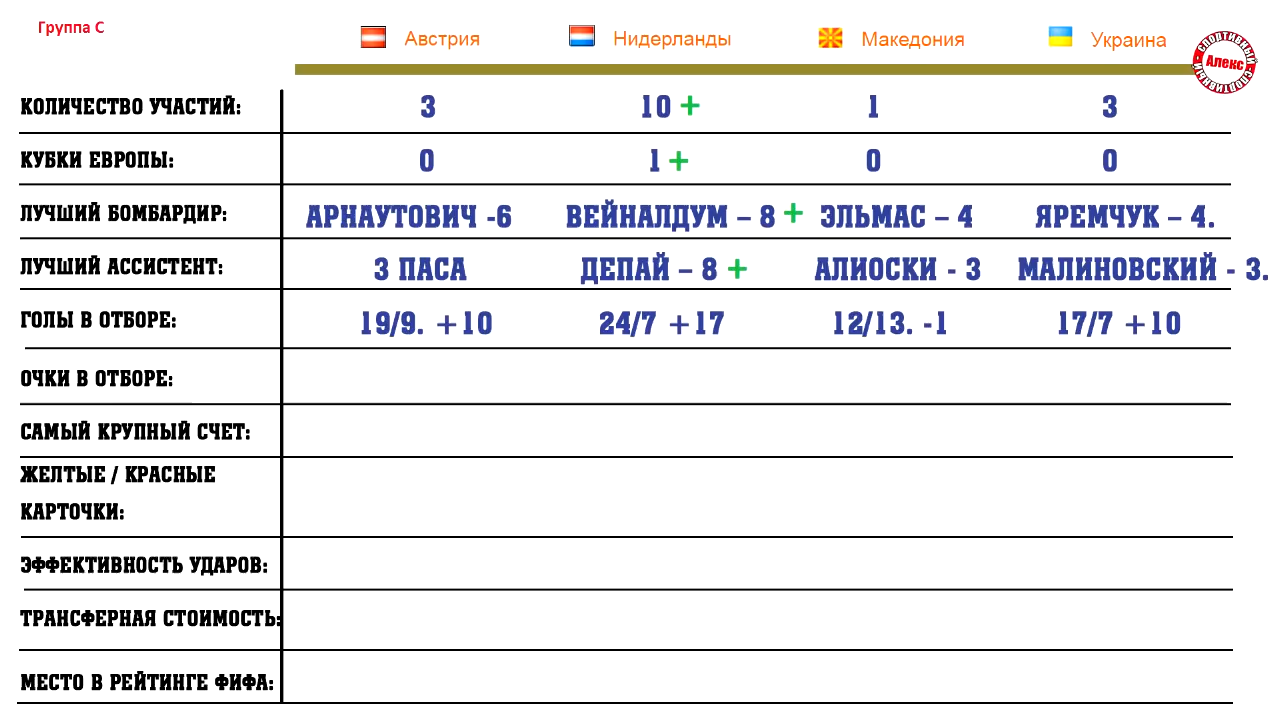 Группа С
Австрия Нидерланды Македония Украина
СПОРТИВНЫЙ Алекс СПОРТИВНЫЙ
КОЛИЧЕСТВО УЧАСТИЙ: 3 10 + 1 3
КУБКИ ЕВРОПЫ: 0 1 + 0 0
ЛУЧШИЙ БОМБАРДИР: АРНАУТОВИЧ -6 ВЕЙНАЛДУМ – 8 + ЭЛЬМАС – 4 ЯРЕМЧУК – 4.
ЛУЧШИЙ АССИСТЕНТ: 3 ПАСА ДЕПАЙ – 8 + АЛИОСКИ - 3 МАЛИНОВСКИЙ - 3.
ГОЛЫ В ОТБОРЕ: 19/9. +10 24/7 +17 12/13. -1 17/7 +10
ОЧКИ В ОТБОРЕ:
САМЫЙ КРУПНЫЙ СЧЕТ:
ЖЕЛТЫЕ / КРАСНЫЕ
КАРТОЧКИ:
ЭФФЕКТИВНОСТЬ УДАРОВ:
ТРАНСФЕРНАЯ СТОИМОСТЬ:
МЕСТО В РЕЙТИНГЕ ФИФА: